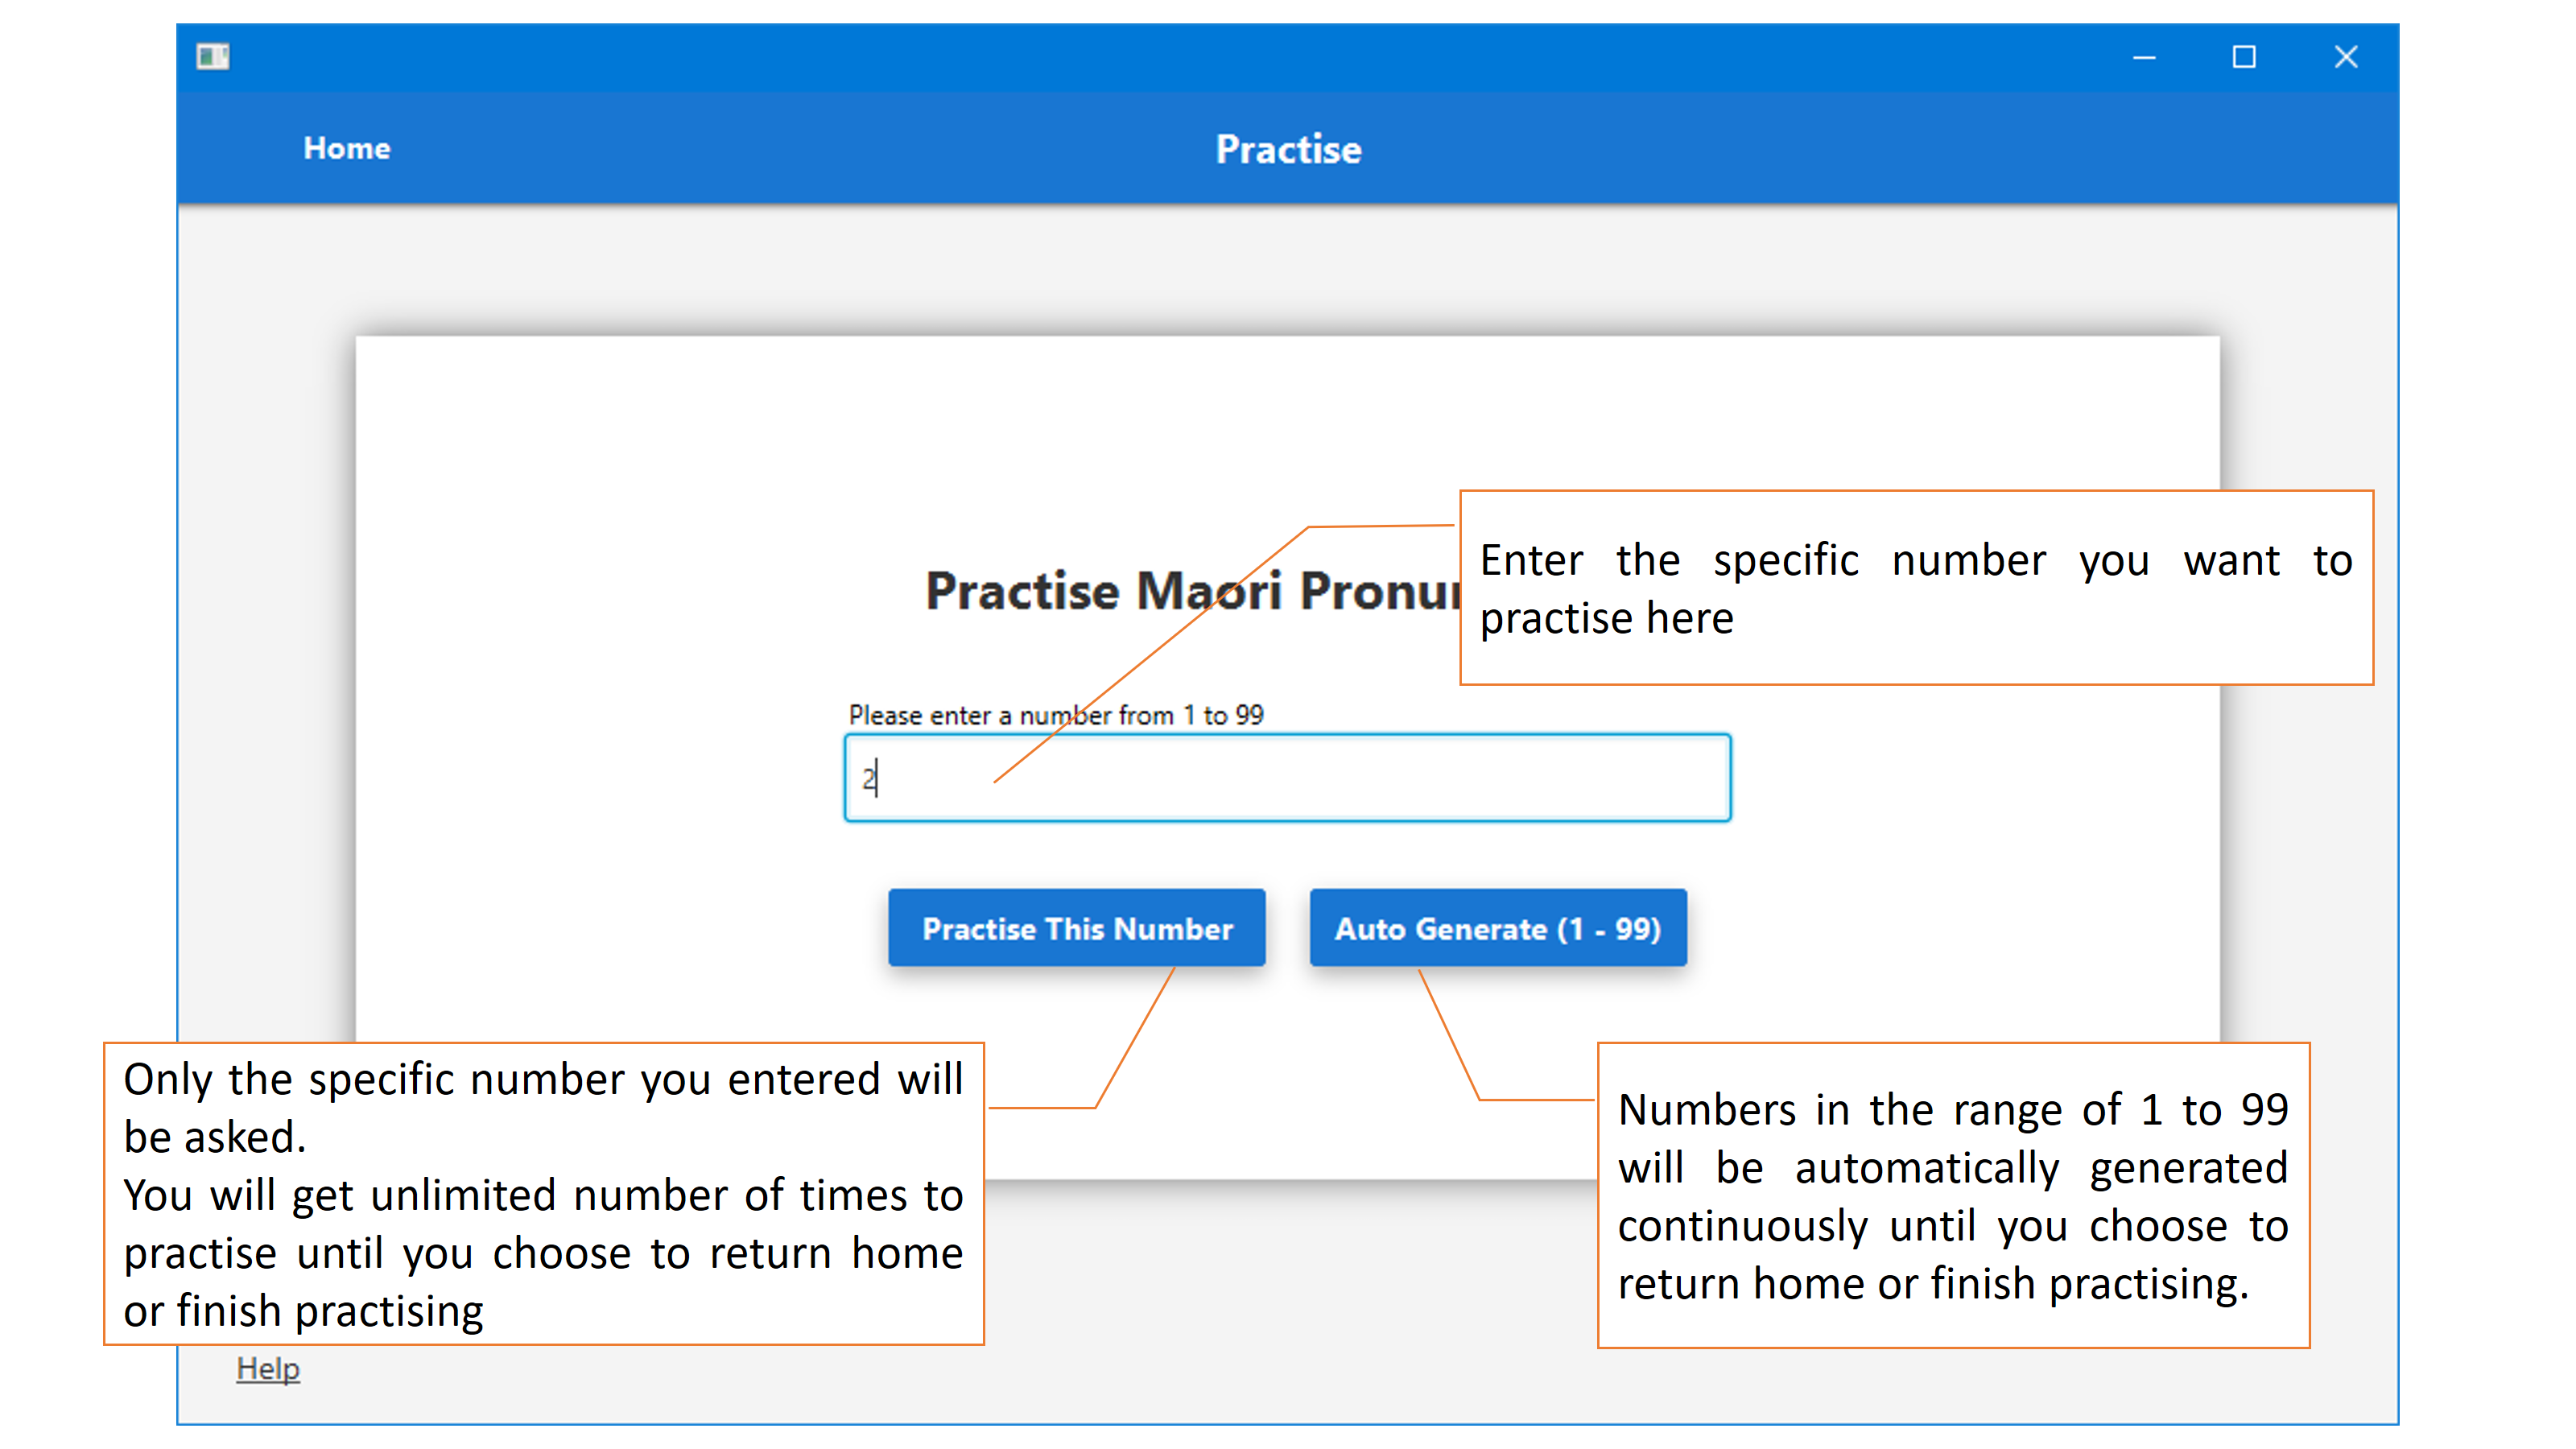 Home
Practise
Practise Maori
Enter the specific number you want to
practise here
Please enter a number from 1 to 99
2
Practise This Number
Auto Generate (1 - 99)
Only the specific number you entered will
be asked.
You will get unlimited number of times to
practise until you choose to return home
or finish practising
Numbers in the range of 1 to 99
will be automatically generated
continuously until you choose to
return home or finish practising.
Help